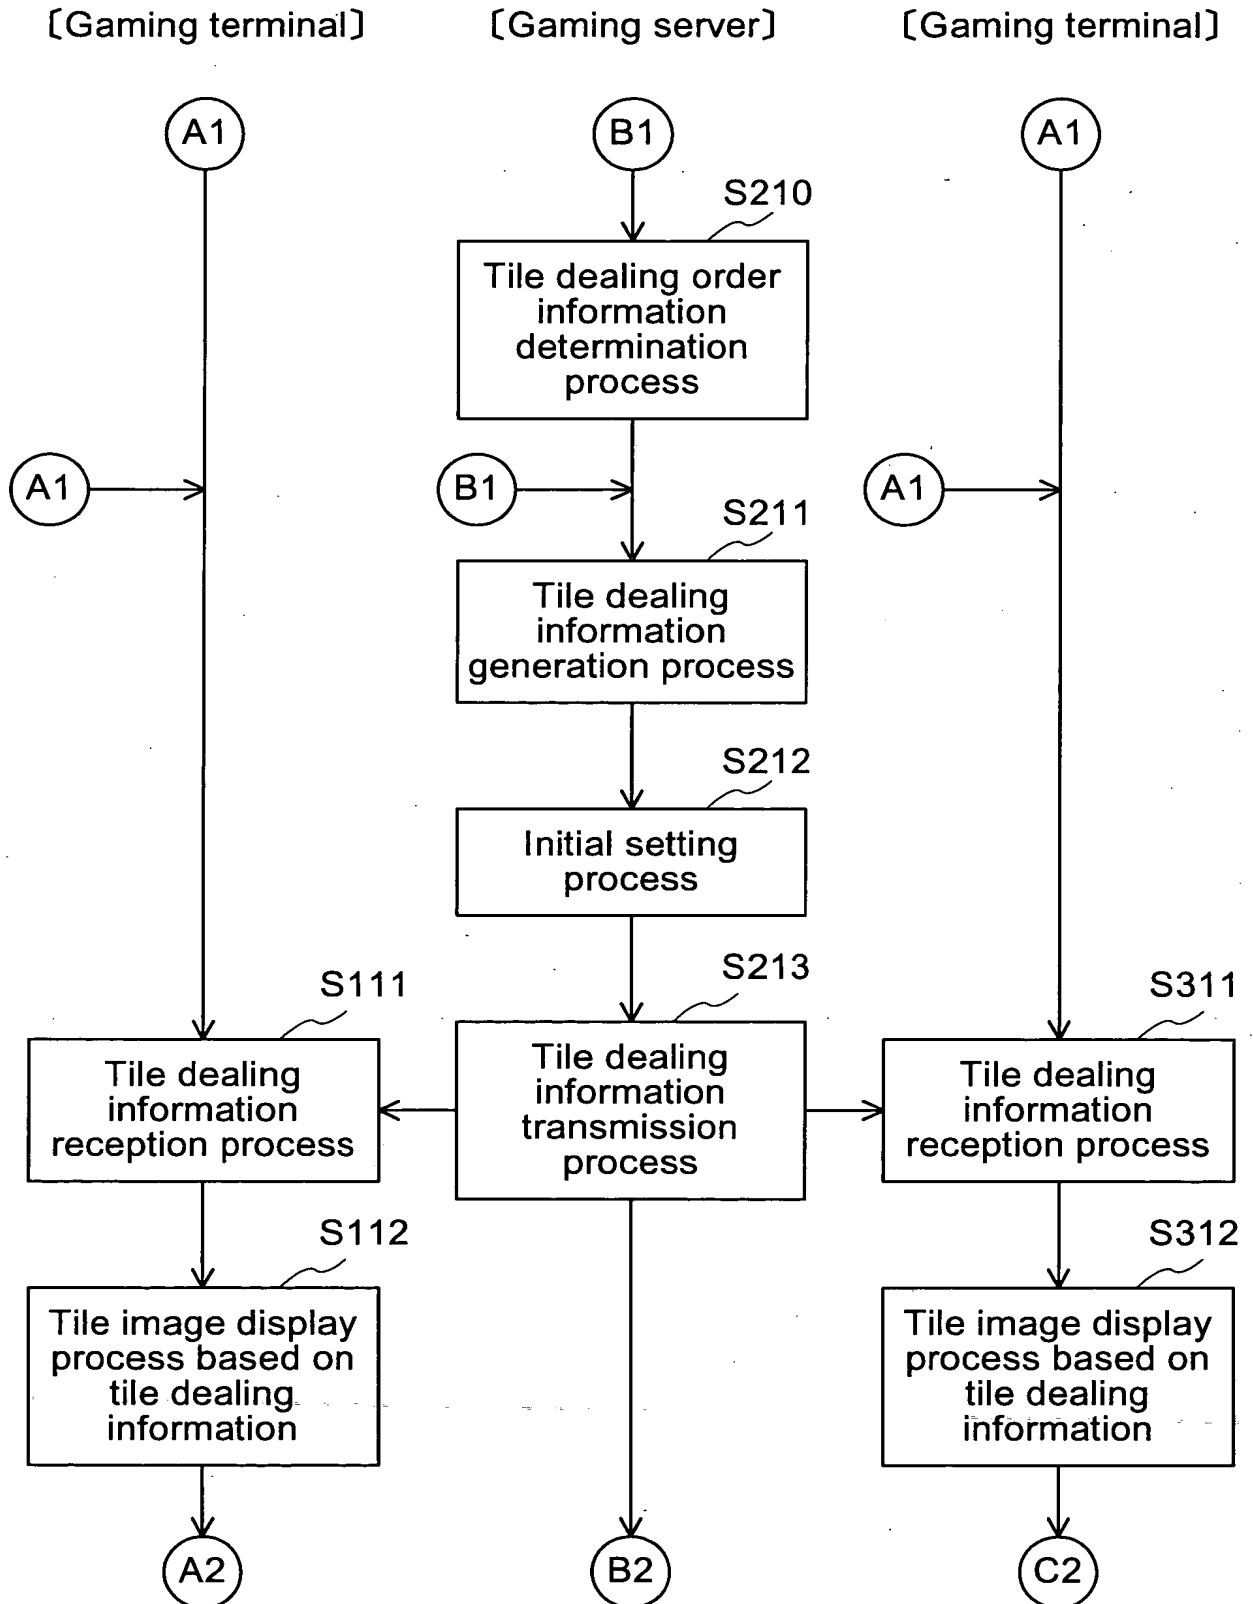 〔Gaming terminal〕
〔Gaming server〕
〔Gaming terminal〕
A1
B1
A1
S210
Tile dealing order
information
determination
process
A1
B1
A1
S211
Tile dealing
information
generation process
S212
Initial setting
process
S213
S111
S311
Tile dealing
information
reception process
Tile dealing
information
transmission
process
Tile dealing
information
reception process
S112
S312
Tile image display
process based on
tile dealing
information
Tile image display
process based on
tile dealing
information
A2
B2
C2